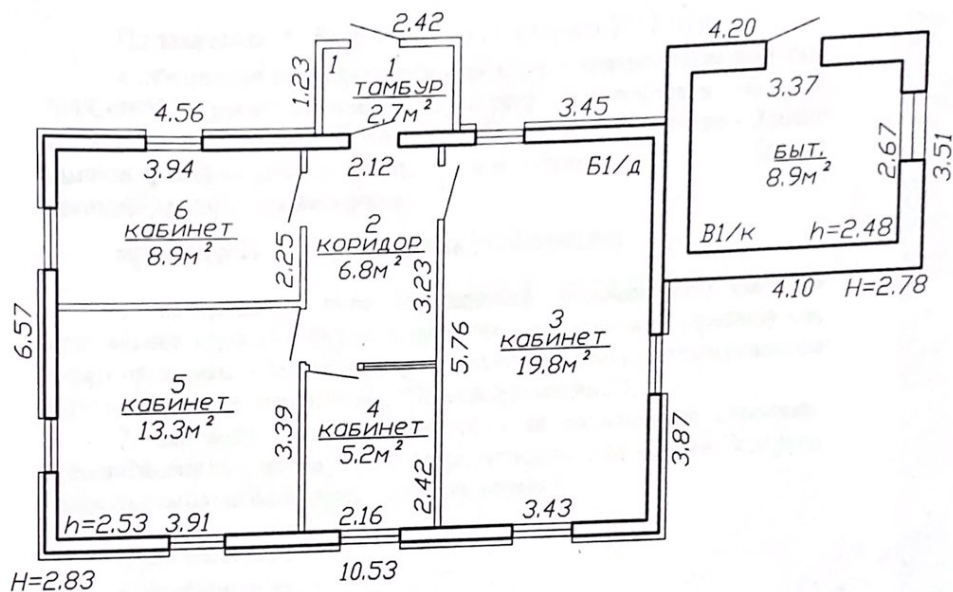 2.42
4.20
1
1
ТАМБУР
2.7м²
1.23
3.37
4.56
3.45
БЫТ.
8.9м²
2.67
3.51
3.94
2.12
Б1/д
6
кабинет
8.9м²
2
коридор
6.8м²
2.25
3.23
В1/к
h=2.48
4.10
H=2.78
6.57
3
кабинет
19.8м²
5.76
5
кабинет
13.3м²
3.39
4
кабинет
5.2м²
2.42
3.87
h=2.53
3.91
2.16
3.43
H=2.83
10.53